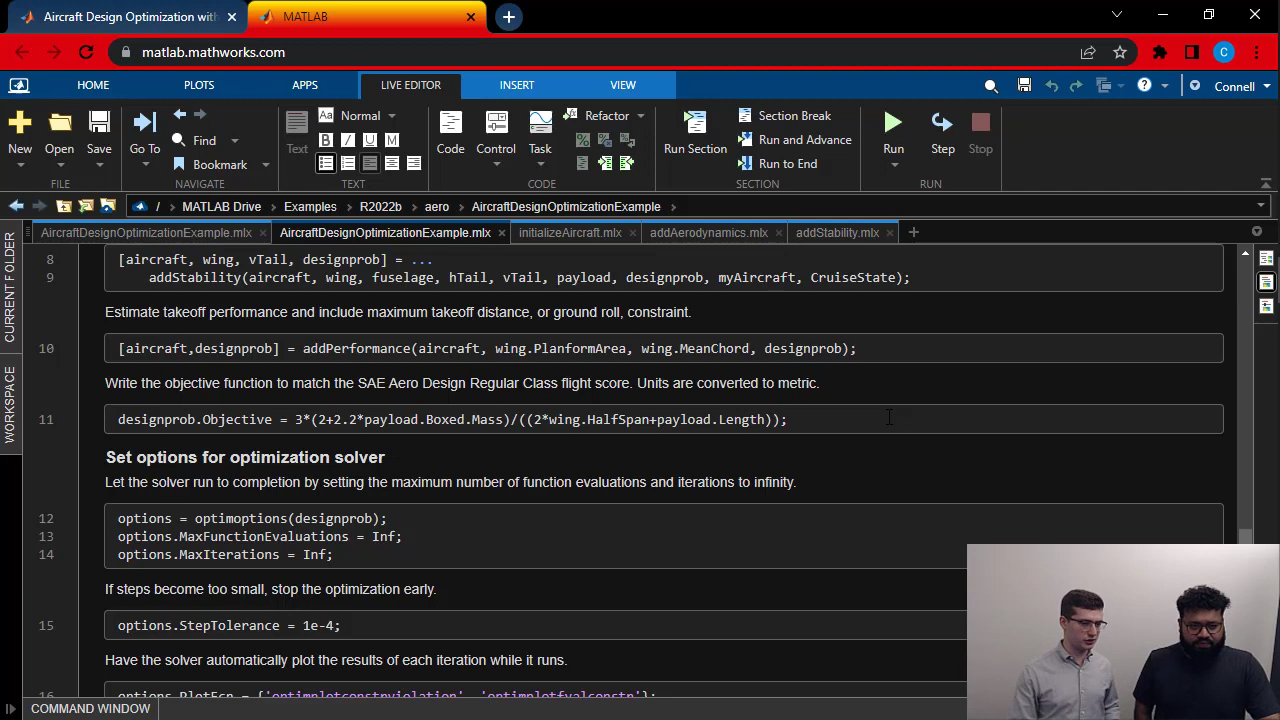 Aircraft Design Optimization with
MATLAB
matlab.mathworks.com
C
HOME PLOTS APPS LIVE EDITOR INSERT VIEW
Connell
New Open Save Go To Find Bookmark
Text Aa Normal B I U M
Code Control Task Refactor
Run Section Section Break Run and Advance Run to End
Run Step Stop
FILE NAVIGATE TEXT CODE SECTION RUN
/ MATLAB Drive Examples R2022b aero AircraftDesignOptimizationExample
AircraftDesignOptimizationExample.mlx AircraftDesignOptimizationExample.mlx initializeAircraft.mlx addAerodynamics.mlx addStability.mlx
CURRENT FOLDER
WORKSPACE
8 [aircraft, wing, vTail, designprob] = ...
9 addStability(aircraft, wing, fuselage, hTail, vTail, payload, designprob, myAircraft, CruiseState);
Estimate takeoff performance and include maximum takeoff distance, or ground roll, constraint.
10 [aircraft,designprob] = addPerformance(aircraft, wing.PlanformArea, wing.MeanChord, designprob);
Write the objective function to match the SAE Aero Design Regular Class flight score. Units are converted to metric.
11 designprob.Objective = 3*(2+2.2*payload.Boxed.Mass)/((2*wing.HalfSpan+payload.Length));
Set options for optimization solver
Let the solver run to completion by setting the maximum number of function evaluations and iterations to infinity.
12 options = optimoptions(designprob);
13 options.MaxFunctionEvaluations = Inf;
14 options.MaxIterations = Inf;
If steps become too small, stop the optimization early.
15 options.StepTolerance = 1e-4;
Have the solver automatically plot the results of each iteration while it runs.
16 options.PlotFcn = {'optimplotconstrviolation', 'optimplotfvalconstr'};
COMMAND WINDOW